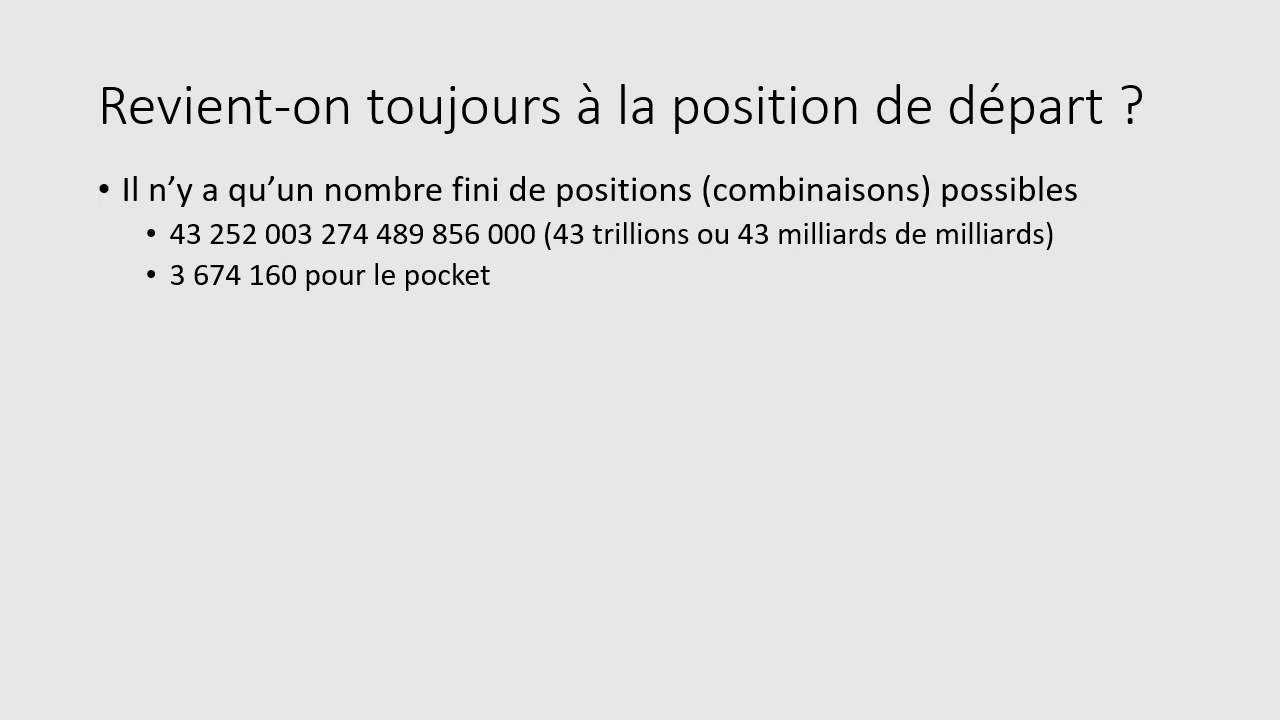 Revient-on toujours à la position de départ ?
• Il n’y a qu’un nombre fini de positions (combinaisons) possibles
• 43 252 003 274 489 856 000 (43 trillions ou 43 milliards de milliards)
• 3 674 160 pour le pocket